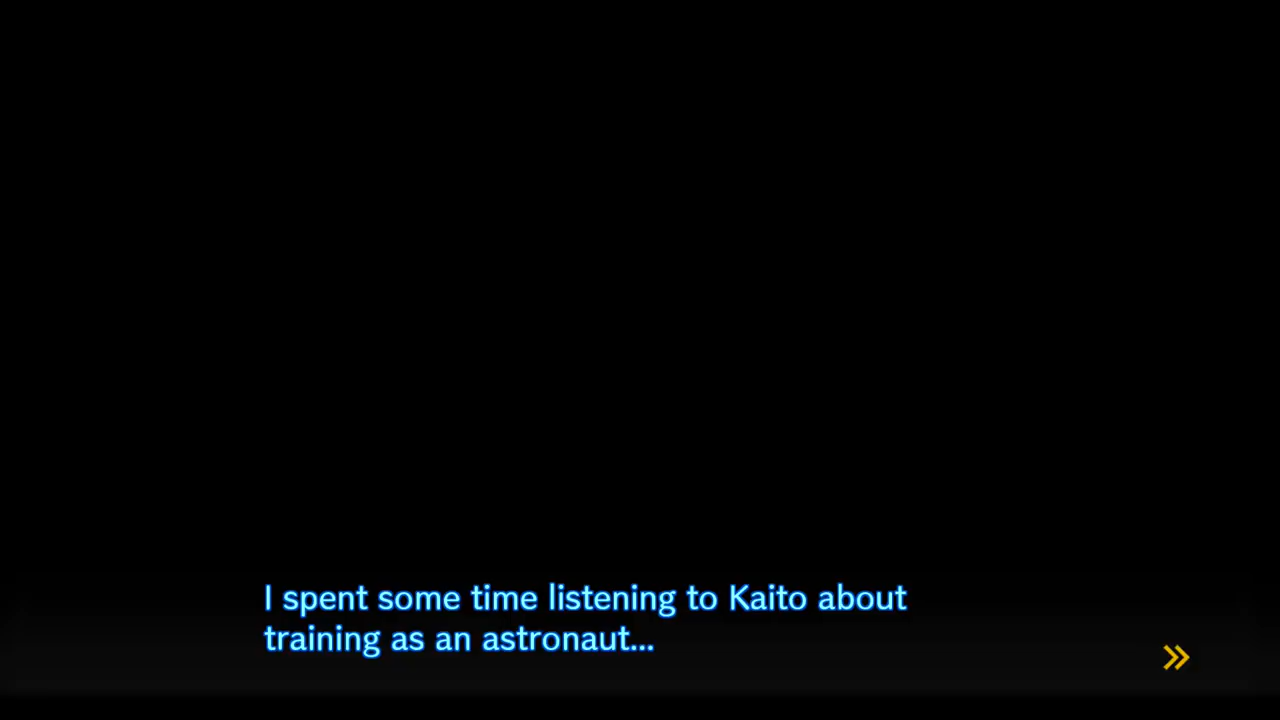 I spent some time listening to Kaito about
training as an astronaut...